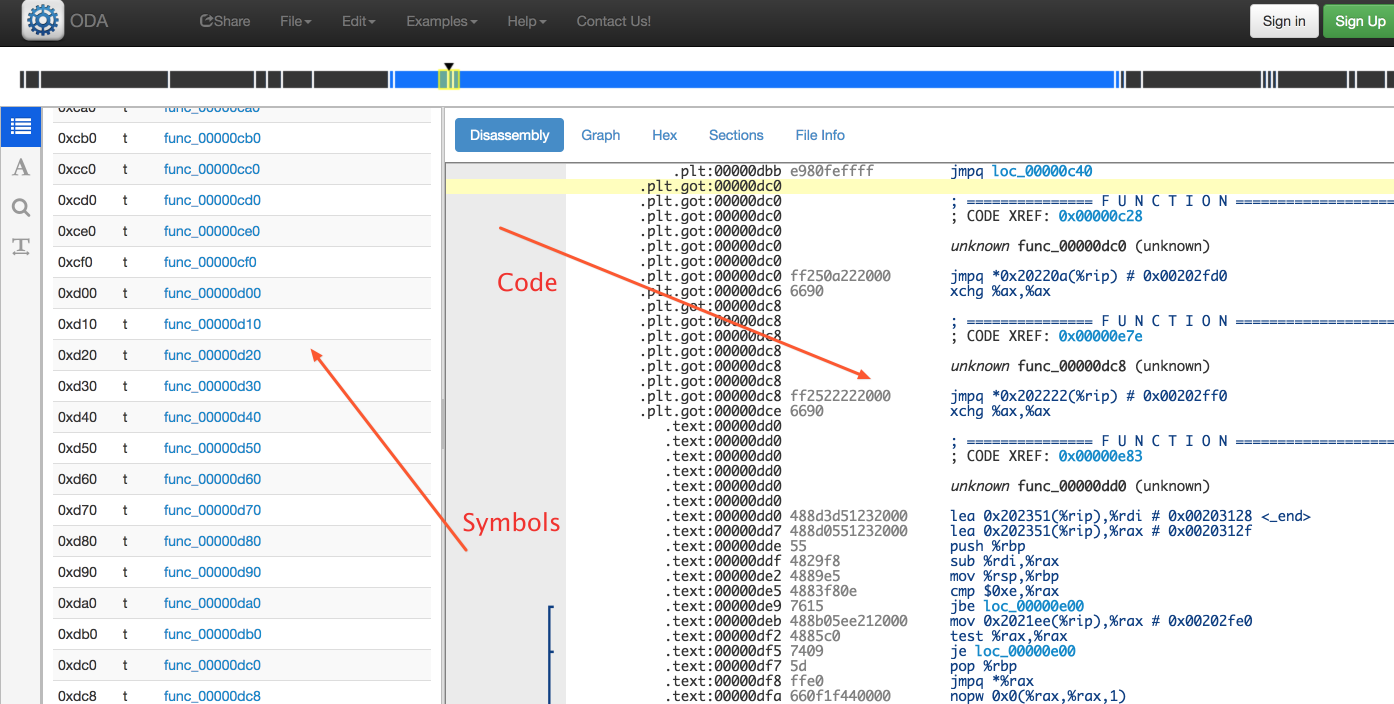 ODA Share File Edit Examples Help Contact Us! Sign in Sign Up
0xca0 t func_00000ca0
0xcb0 t func_00000cb0
0xcc0 t func_00000cc0
0xcd0 t func_00000cd0
0xce0 t func_00000ce0
0xcf0 t func_00000cf0
0xd00 t func_00000d00
0xd10 t func_00000d10
0xd20 t func_00000d20
0xd30 t func_00000d30
0xd40 t func_00000d40
0xd50 t func_00000d50
0xd60 t func_00000d60
0xd70 t func_00000d70
0xd80 t func_00000d80
0xd90 t func_00000d90
0xda0 t func_00000da0
0xdb0 t func_00000db0
0xdc0 t func_00000dc0
0xdc8 t func_00000dc8
Symbols
Disassembly Graph Hex Sections File Info
Code
.plt:00000dbb e980feffff jmpq loc_00000c40
.plt.got:00000dc0
.plt.got:00000dc0 ; =============== F U N C T I O N ===================
.plt.got:00000dc0 ; CODE XREF: 0x00000c28
.plt.got:00000dc0
.plt.got:00000dc0 unknown func_00000dc0 (unknown)
.plt.got:00000dc0
.plt.got:00000dc0 ff250a222000 jmpq *0x20220a(%rip) # 0x00202fd0
.plt.got:00000dc6 6690 xchg %ax,%ax
.plt.got:00000dc8
.plt.got:00000dc8 ; =============== F U N C T I O N ===================
.plt.got:00000dc8 ; CODE XREF: 0x00000e7e
.plt.got:00000dc8
.plt.got:00000dc8 unknown func_00000dc8 (unknown)
.plt.got:00000dc8
.plt.got:00000dc8 ff2522222000 jmpq *0x202222(%rip) # 0x00202ff0
.plt.got:00000dce 6690 xchg %ax,%ax
.text:00000dd0
.text:00000dd0 ; =============== F U N C T I O N ===================
.text:00000dd0 ; CODE XREF: 0x00000e83
.text:00000dd0
.text:00000dd0 unknown func_00000dd0 (unknown)
.text:00000dd0
.text:00000dd0 488d3d51232000 lea 0x202351(%rip),%rdi # 0x00203128 <_end>
.text:00000dd7 488d0551232000 lea 0x202351(%rip),%rax # 0x0020312f
.text:00000dde 55 push %rbp
.text:00000ddf 4829f8 sub %rdi,%rax
.text:00000de2 4889e5 mov %rsp,%rbp
.text:00000de5 4883f80e cmp $0xe,%rax
.text:00000de9 7615 jbe loc_00000e00
.text:00000deb 488b05ee212000 mov 0x2021ee(%rip),%rax # 0x00202fe0
.text:00000df2 4885c0 test %rax,%rax
.text:00000df5 7409 je loc_00000e00
.text:00000df7 5d pop %rbp
.text:00000df8 ffe0 jmpq *%rax
.text:00000dfa 660f1f440000 nopw 0x0(%rax,%rax,1)